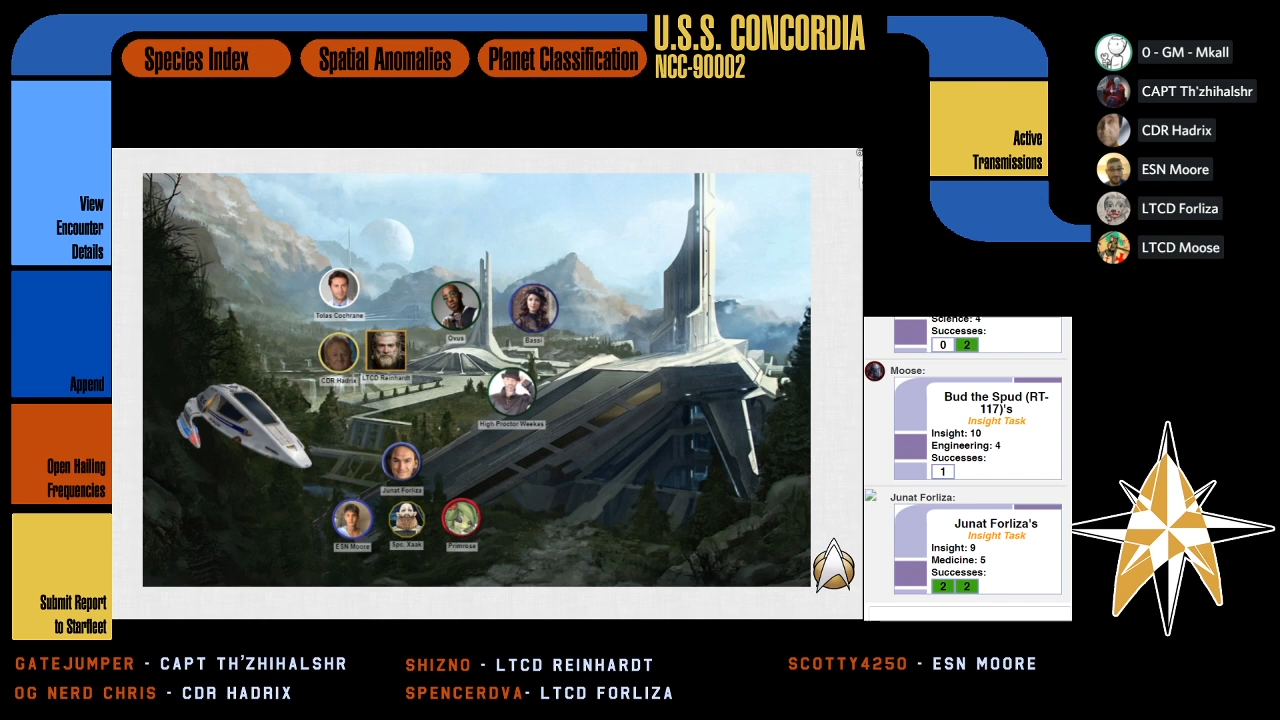 Species Index
Spatial Anomalies
Planet Classification
U.S.S. CONCORDIA
NCC-90002
View
Encounter
Details
Append
Open Hailing
Frequencies
Submit Report
to Starfleet
Active
Transmissions
0 - GM - Mkall
CAPT Th'zhihalshr
CDR Hadrix
ESN Moore
LTCD Forliza
LTCD Moose
Tolas Cochrane
Ovus
Bassi
CDR Hadrix
LTCD Reinhardt
High Proctor Weekas
Junat Forliza
ESN Moore
Spc. Xaak
Primrose
Science: 4
Successes:
0 2
Moose:
Bud the Spud (RT-
117)'s
Insight Task
Insight: 10
Engineering: 4
Successes:
1
Junat Forliza:
Junat Forliza's
Insight Task
Insight: 9
Medicine: 5
Successes:
2 2
GATEJUMPER - CAPT TH'ZHIHALSHR
OG NERD CHRIS - CDR HADRIX
SHIZNO - LTCD REINHARDT
SPENCERDVA- LTCD FORLIZA
SCOTTY4250 - ESN MOORE